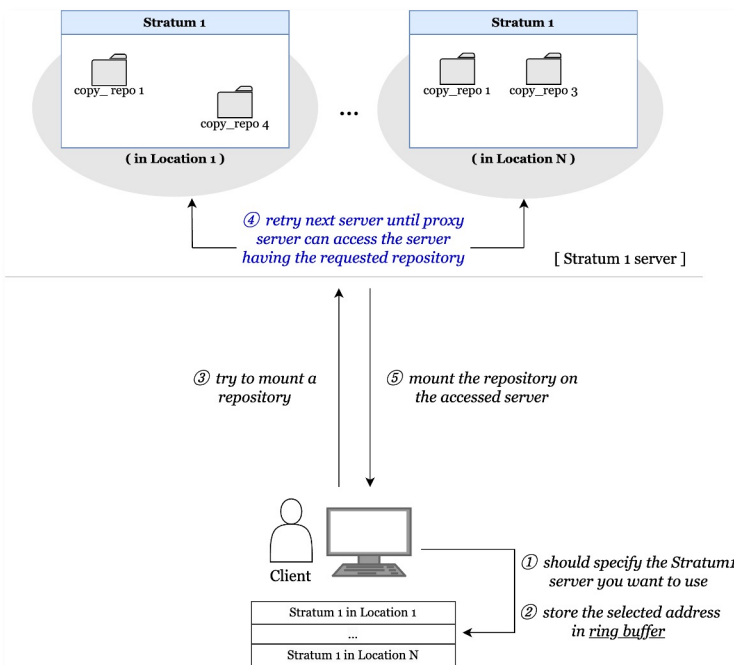 Stratum 1
Stratum 1
copy_ repo 1
copy_repo 4
...
copy_repo 1
copy_repo 3
( in Location 1 )
( in Location N )
④ retry next server until proxy
server can access the server
having the requested repository
[ Stratum 1 server ]
③ try to mount a
repository
⑤ mount the repository on
the accessed server
Client
① should specify the Stratum1
server you want to use
② store the selected address
in ring buffer
Stratum 1 in Location 1
...
Stratum 1 in Location N